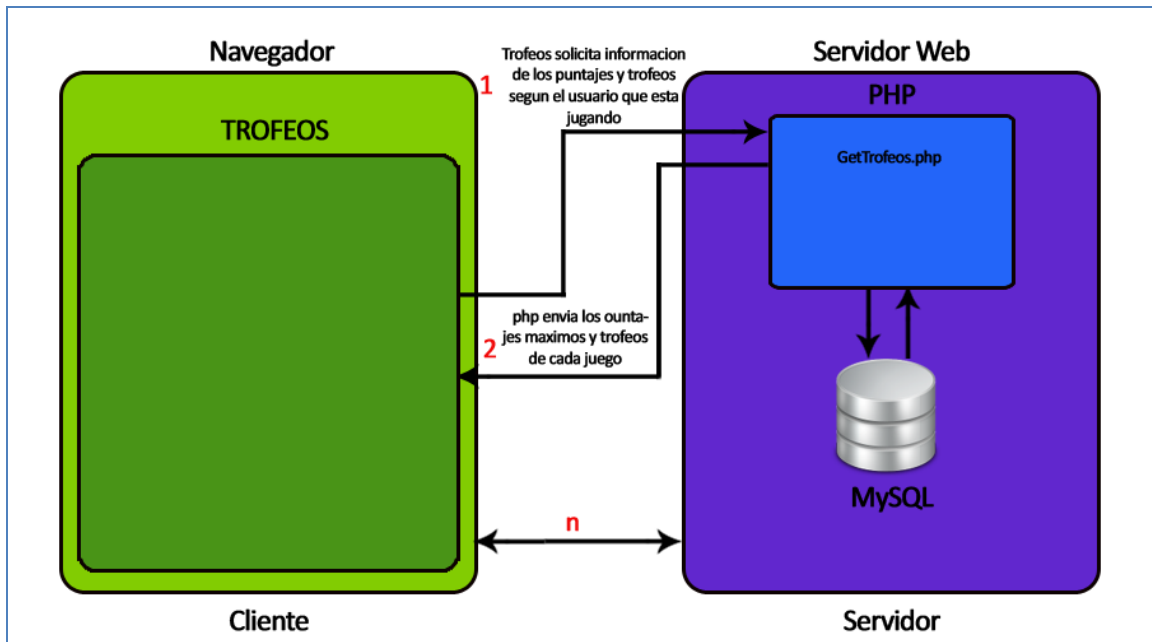 Navegador
TROFEOS
1
Trofeos solicita informacion
de los puntajes y trofeos
segun el usuario que esta
jugando
Servidor Web
PHP
GetTrofeos.php
2
php envia los ounta-
jes maximos y trofeos
de cada juego
MySQL
n
Cliente
Servidor